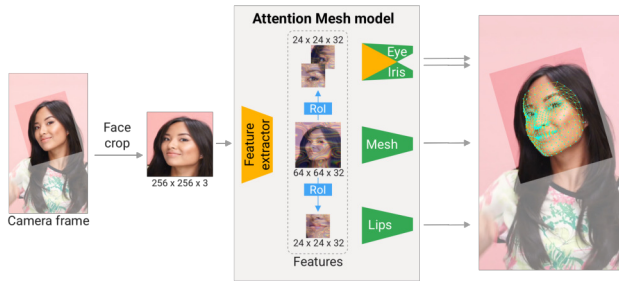 Attention Mesh model
24 x 24 x 32
Eye
Iris
RoI
Face
crop
Feature
extractor
Mesh
256 x 256 x 3
64 x 64 x 32
RoI
Camera frame
Lips
24 x 24 x 32
Features